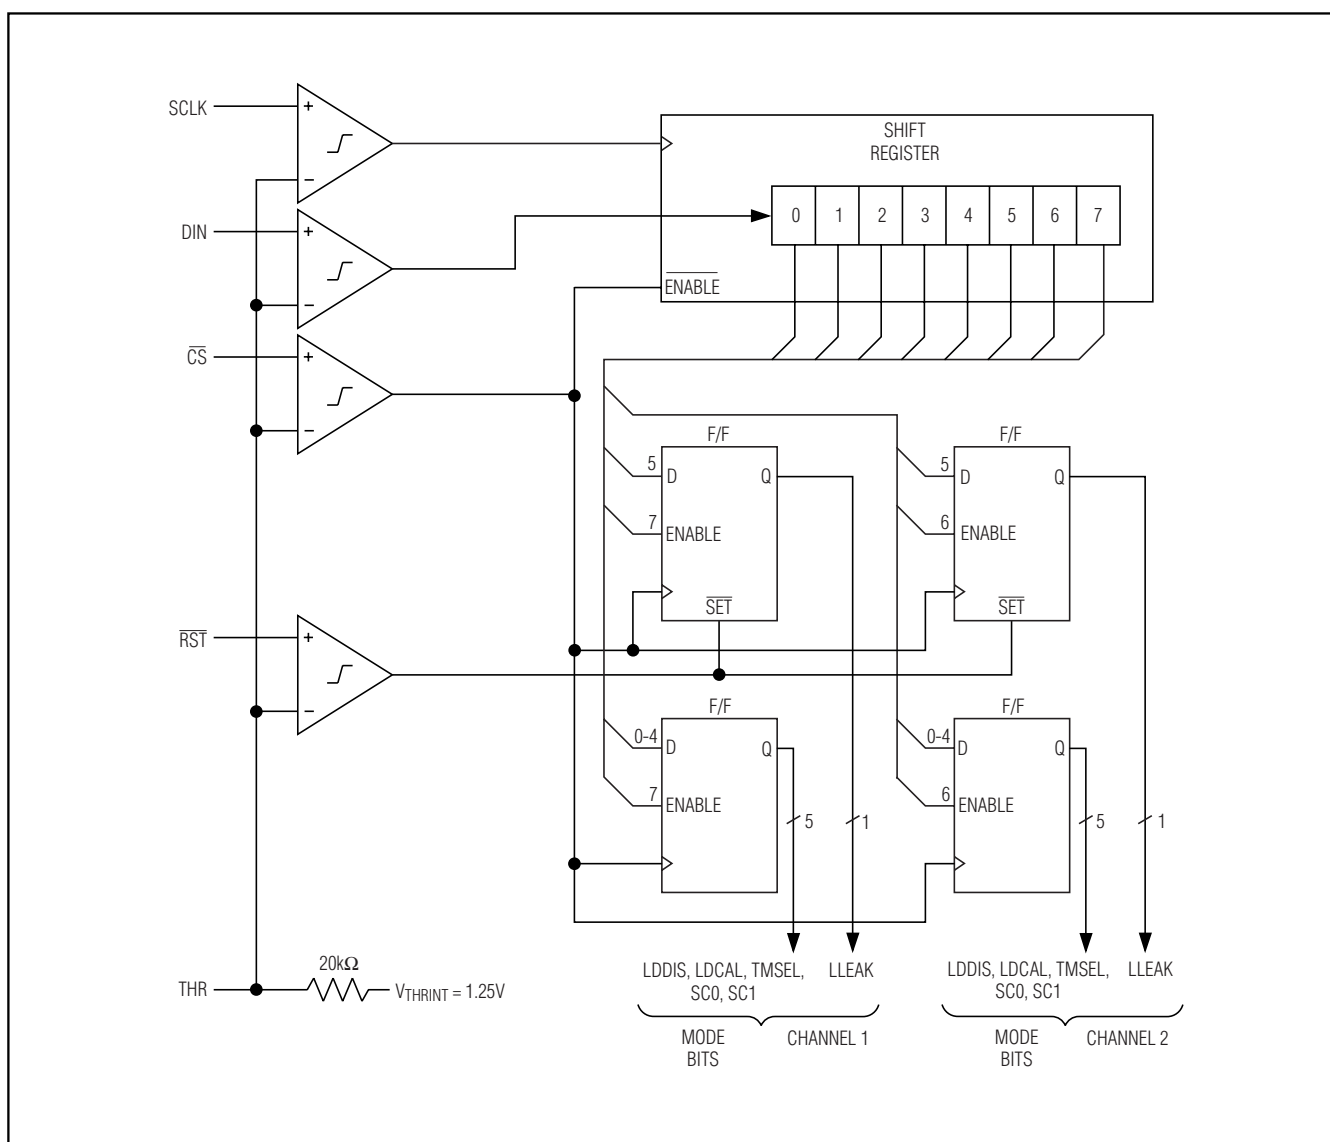 SCLK
+
−
SHIFT
REGISTER
0 1 2 3 4 5 6 7
DIN
+
−
ENABLE
CS
+
−
F/F
5 D Q
7 ENABLE
SET
F/F
5 D Q
6 ENABLE
SET
RST
+
−
F/F
0-4 D Q
7 ENABLE
5 1
F/F
0-4 D Q
6 ENABLE
5 1
THR
20kΩ
VTHRINT = 1.25V
LDDIS, LDCAL, TMSEL,
SC0, SC1
LLEAK
MODE
BITS
CHANNEL 1
LDDIS, LDCAL, TMSEL,
SC0, SC1
LLEAK
MODE
BITS
CHANNEL 2